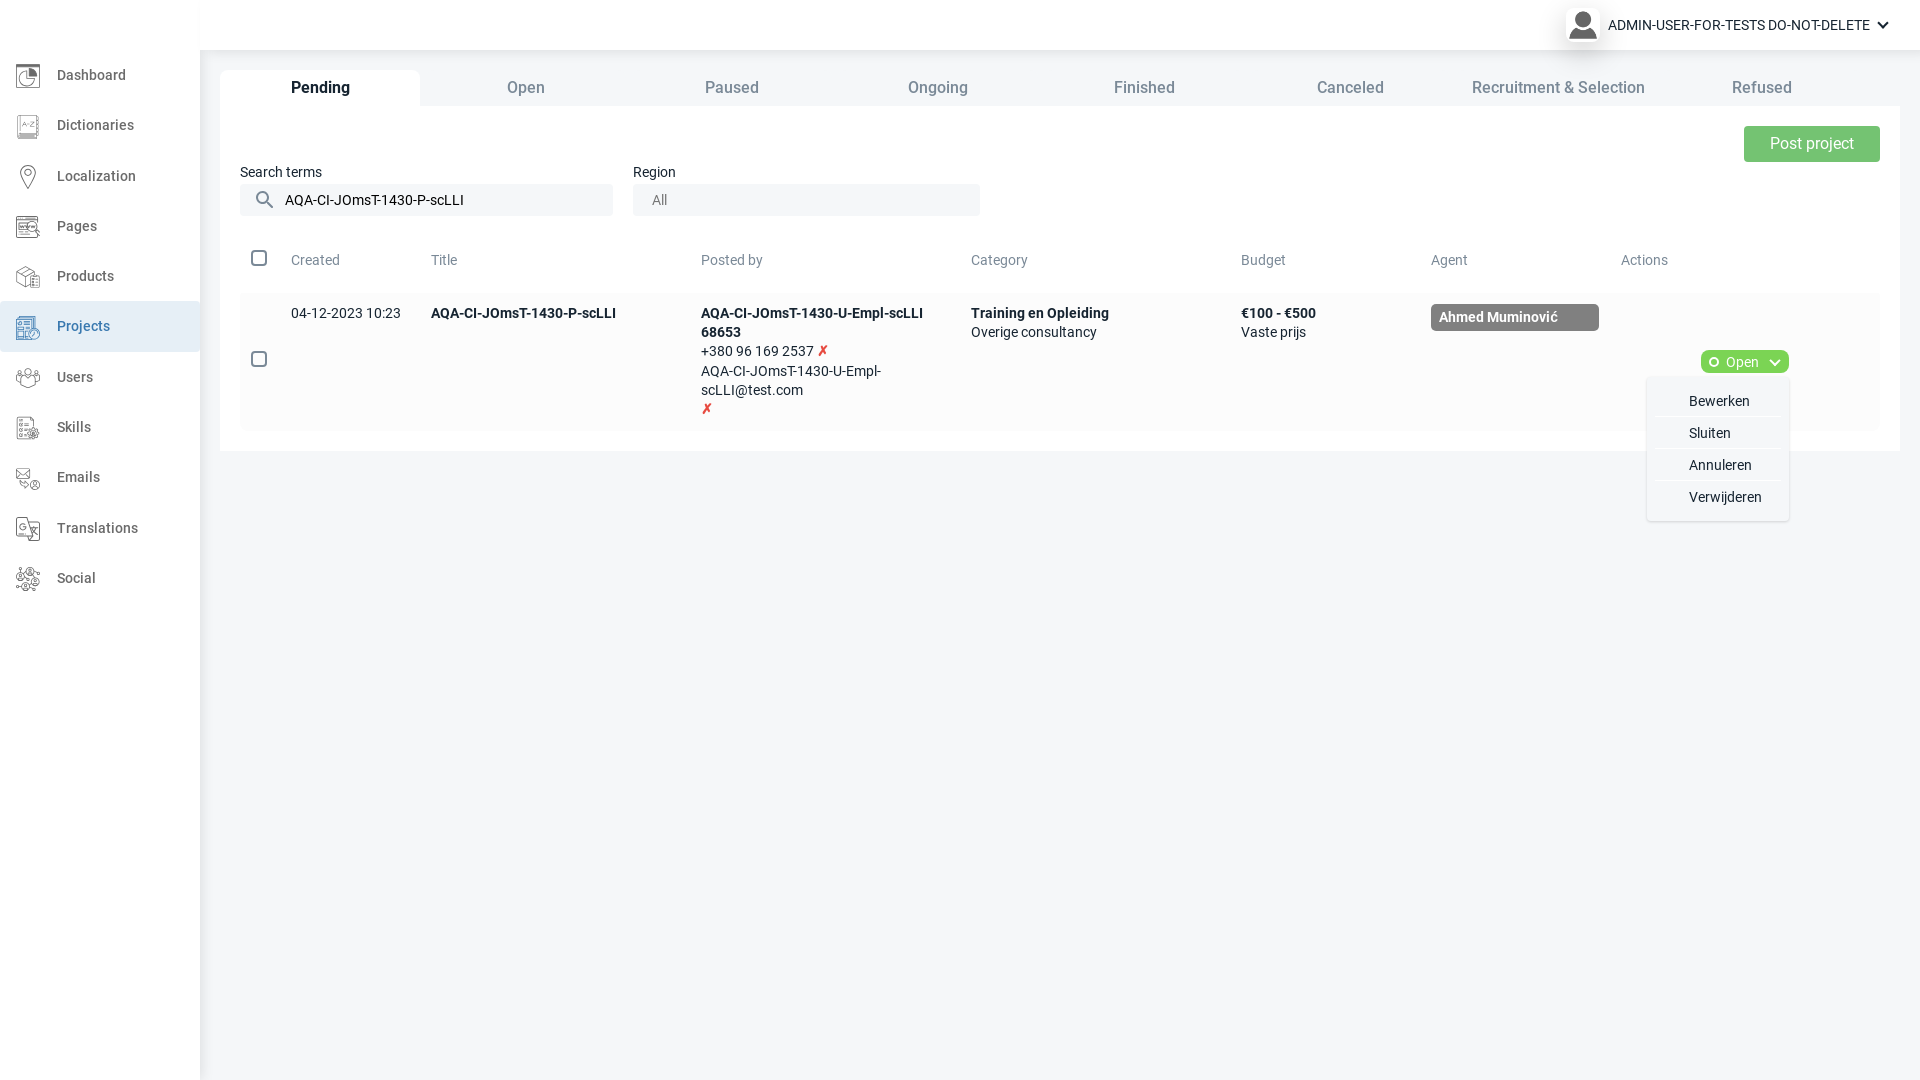 ADMIN-USER-FOR-TESTS DO-NOT-DELETE
Dashboard
Dictionaries
Localization
Pages
Products
Projects
Users
Skills
Emails
Translations
Social
Pending
Open
Paused
Ongoing
Finished
Canceled
Recruitment & Selection
Refused
Post project
Search terms
AQA-CI-JOmsT-1430-P-scLLI
Region
All
Created
Title
Posted by
Category
Budget
Agent
Actions
04-12-2023 10:23
AQA-CI-JOmsT-1430-P-scLLI
AQA-CI-JOmsT-1430-U-Empl-scLLI
68653
+380 96 169 2537 ✗
AQA-CI-JOmsT-1430-U-Empl-
scLLI@test.com
✗
Training en Opleiding
Overige consultancy
€100 - €500
Vaste prijs
Ahmed Muminović
Open
Bewerken
Sluiten
Annuleren
Verwijderen